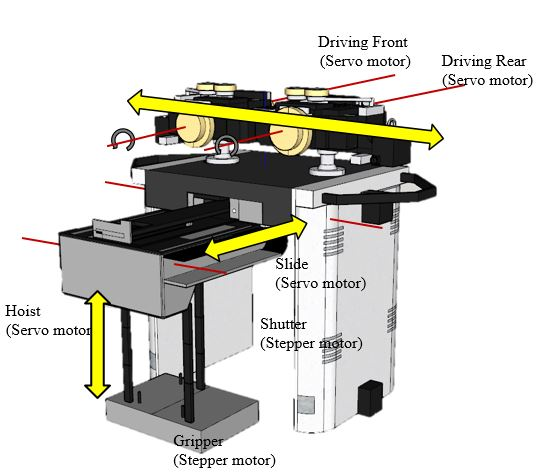 Driving Front
(Servo motor)
Driving Rear
(Servo motor)
Slide
(Servo motor)
Hoist
(Servo motor
Shutter
(Stepper motor)
Gripper
(Stepper motor)